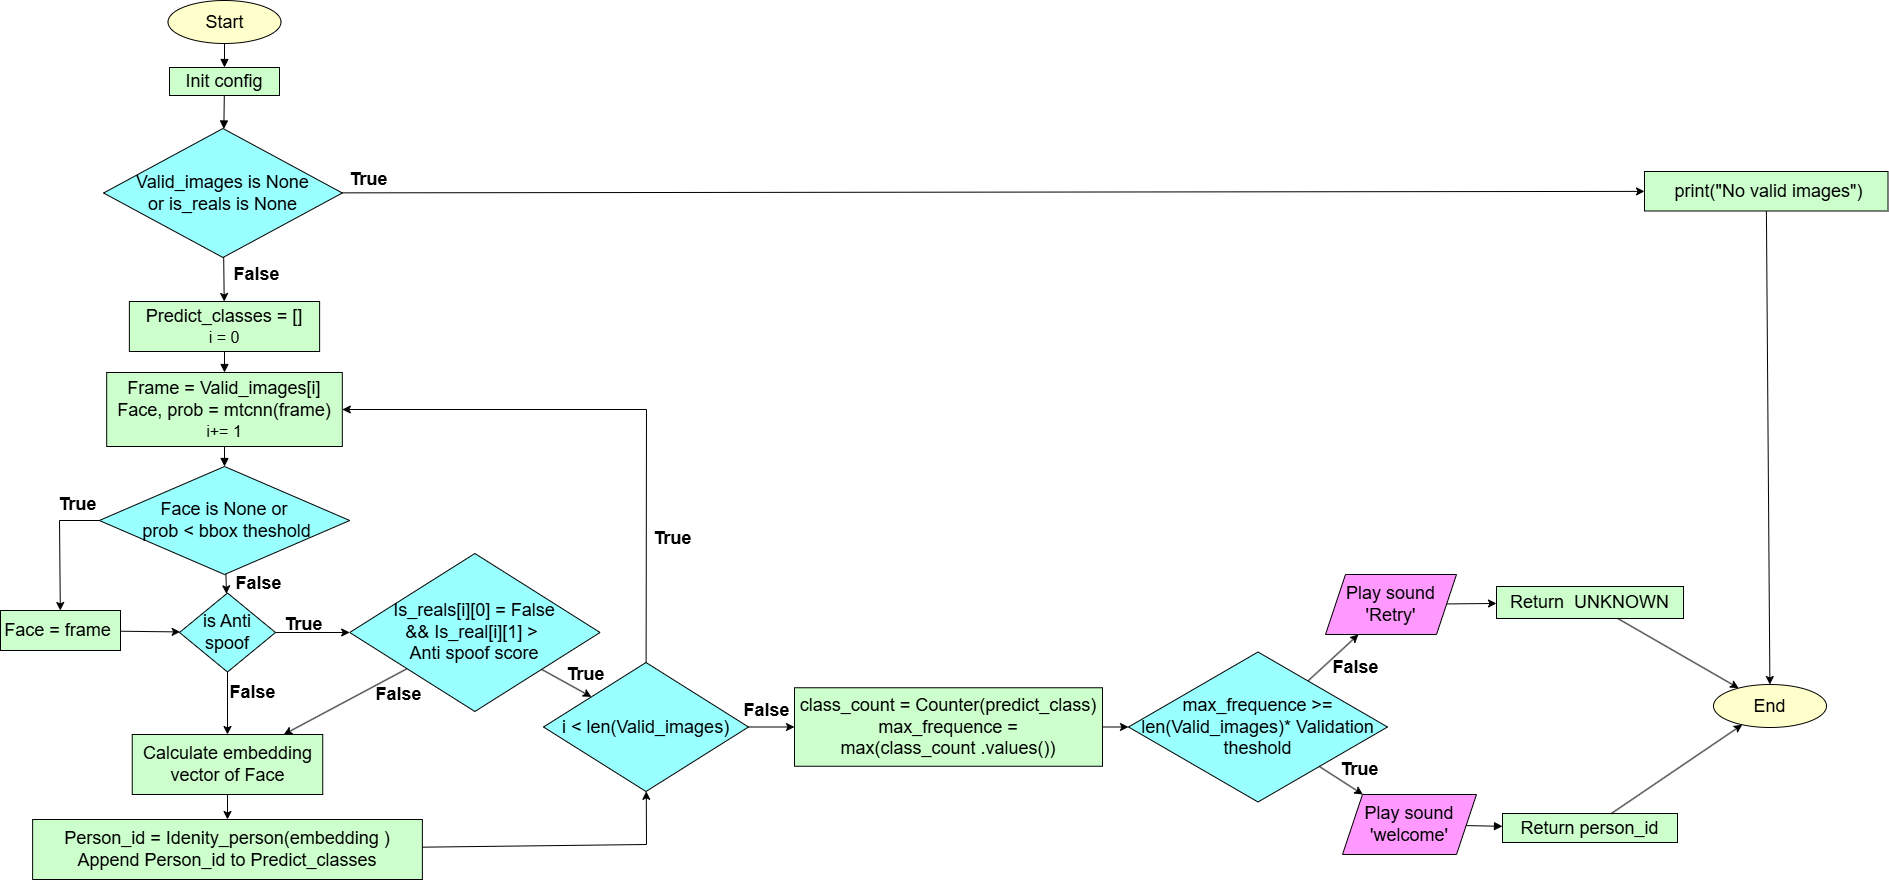 Start
Init config
Valid_images is None
or is_reals is None
True
print("No valid images")
False
Predict_classes = []
i = 0
Frame = Valid_images[i]
Face, prob = mtcnn(frame)
i+= 1
True
Face is None or
prob < bbox theshold
True
False
Face = frame
is Anti
spoof
True
Is_reals[i][0] = False
&& Is_real[i][1] >
Anti spoof score
True
False
False
Calculate embedding
vector of Face
Person_id = Idenity_person(embedding )
Append Person_id to Predict_classes
i < len(Valid_images)
False
class_count = Counter(predict_class)
max_frequence =
max(class_count .values())
max_frequence >=
len(Valid_images)* Validation
theshold
False
Play sound
'Retry'
Return  UNKNOWN
True
Play sound
'welcome'
Return person_id
End